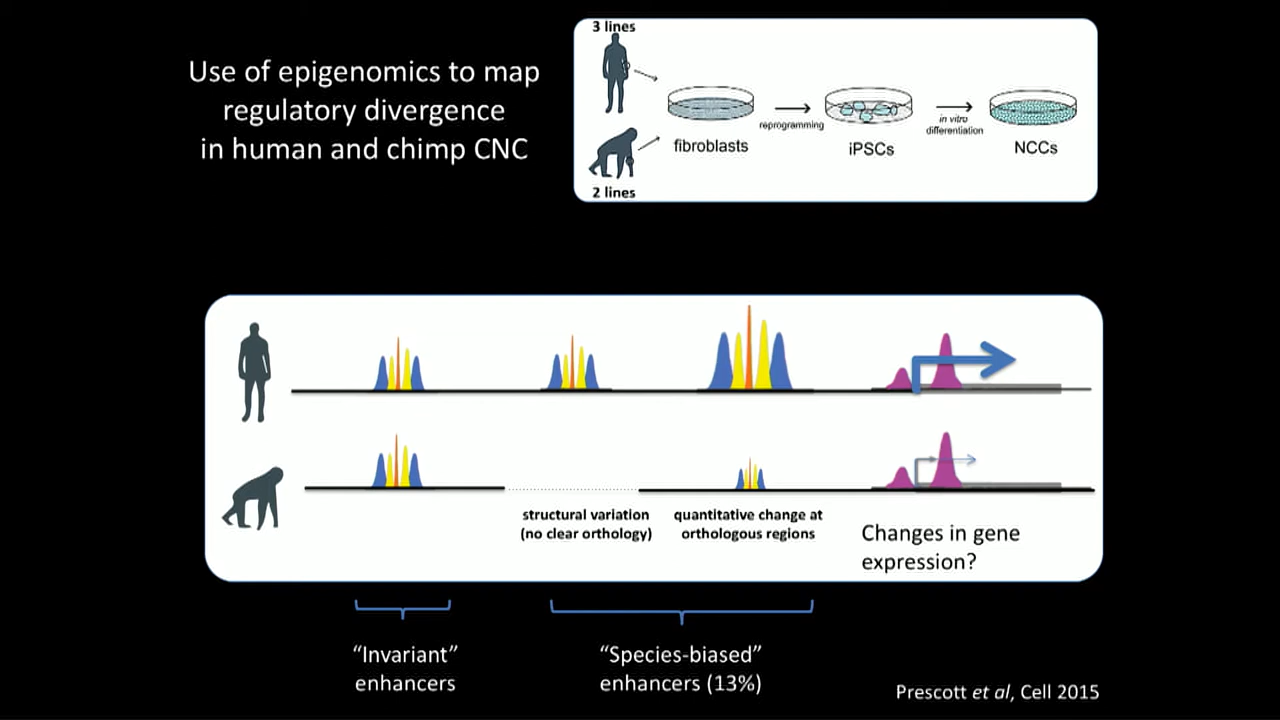 Use of epigenomics to map
regulatory divergence
in human and chimp CNC
3 lines
2 lines
fibroblasts
reprogramming
iPSCs
in vitro
differentiation
NCCs
structural variation
(no clear orthology)
quantitative change at
orthologous regions
Changes in gene
expression?
“Invariant”
enhancers
“Species-biased”
enhancers (13%)
Prescott et al, Cell 2015